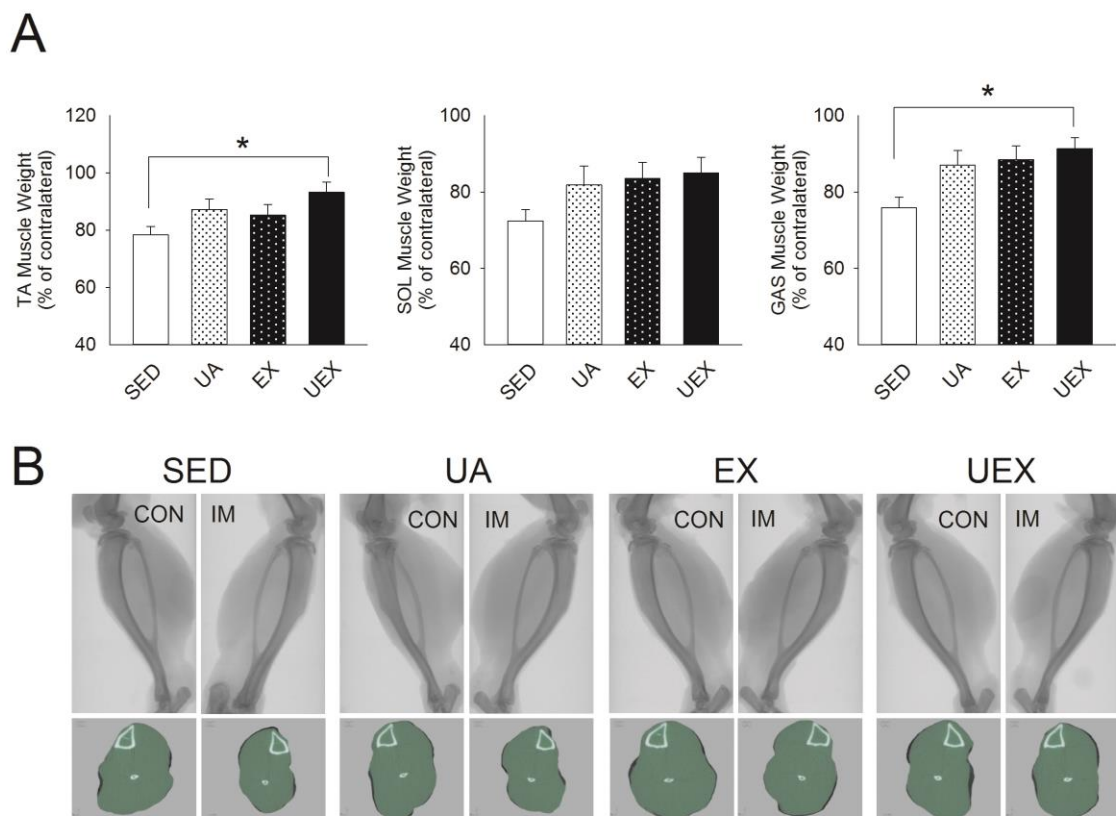 A
TA Muscle Weight
(% of contralateral)
120
100
80
60
40
*
SED
UA
EX
UEX
SOL Muscle Weight
(% of contralateral)
100
80
60
40
SED
UA
EX
UEX
GAS Muscle Weight
(% of contralateral)
100
80
60
40
*
SED
UA
EX
UEX
B
SED
UA
EX
UEX
CON
IM
CON
IM
CON
IM
CON
IM